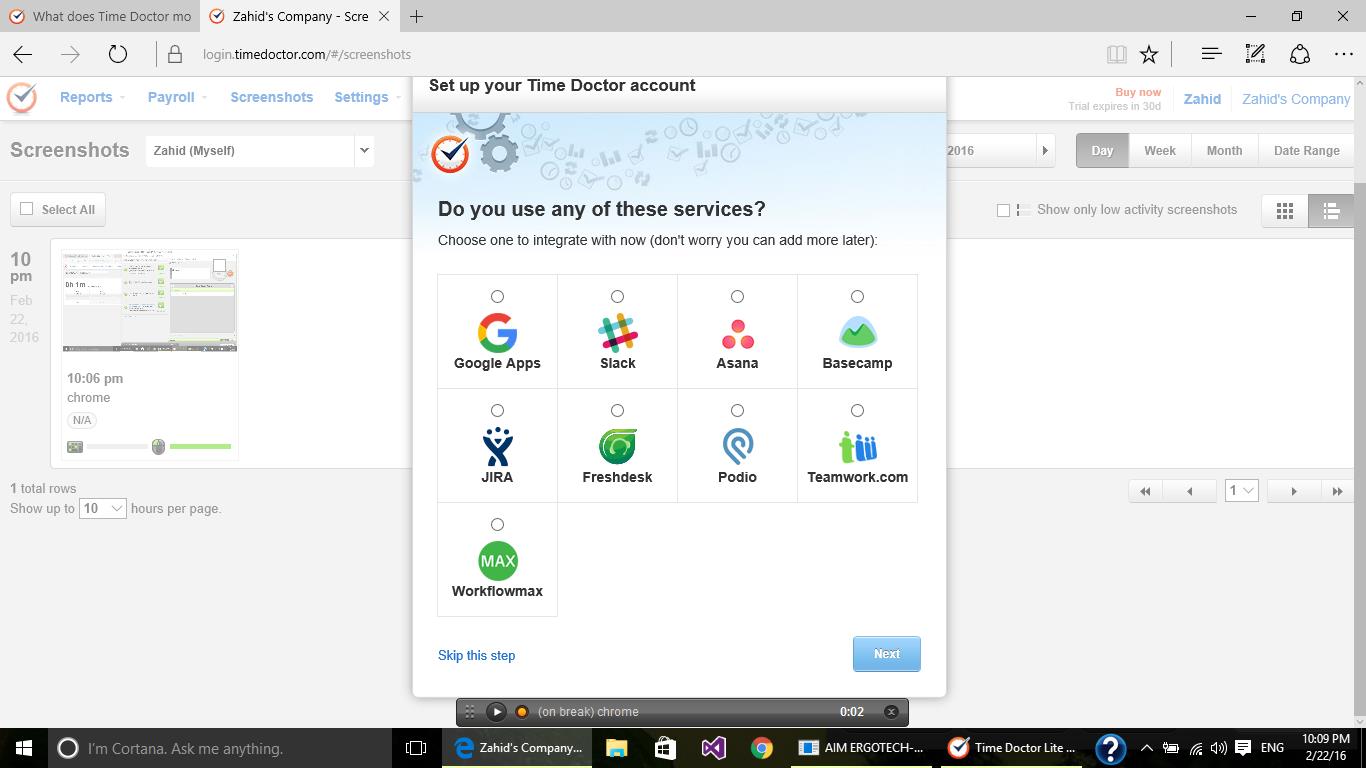 What does Time Doctor mo
Zahid's Company - Scre
login.timedoctor.com/#/screenshots
Set up your Time Doctor account
Reports
Payroll
Screenshots
Settings
Buy now
Trial expires in 30d
Zahid
Zahid's Company
Screenshots
Zahid (Myself)
2016
Day
Week
Month
Date Range
Do you use any of these services?
Select All
Show only low activity screenshots
Choose one to integrate with now (don't worry you can add more later):
10
pm
Feb
22,
2016
10:06 pm
chrome
N/A
Google Apps
Slack
Asana
Basecamp
JIRA
Freshdesk
Podio
Teamwork.com
1 total rows
Show up to 10 hours per page.
1
MAX
Workflowmax
Skip this step
Next
(on break) chrome
0:02
I'm Cortana. Ask me anything.
Zahid's Company...
AIM ERGOTECH-...
Time Doctor Lite ...
ENG
10:09 PM
2/22/16